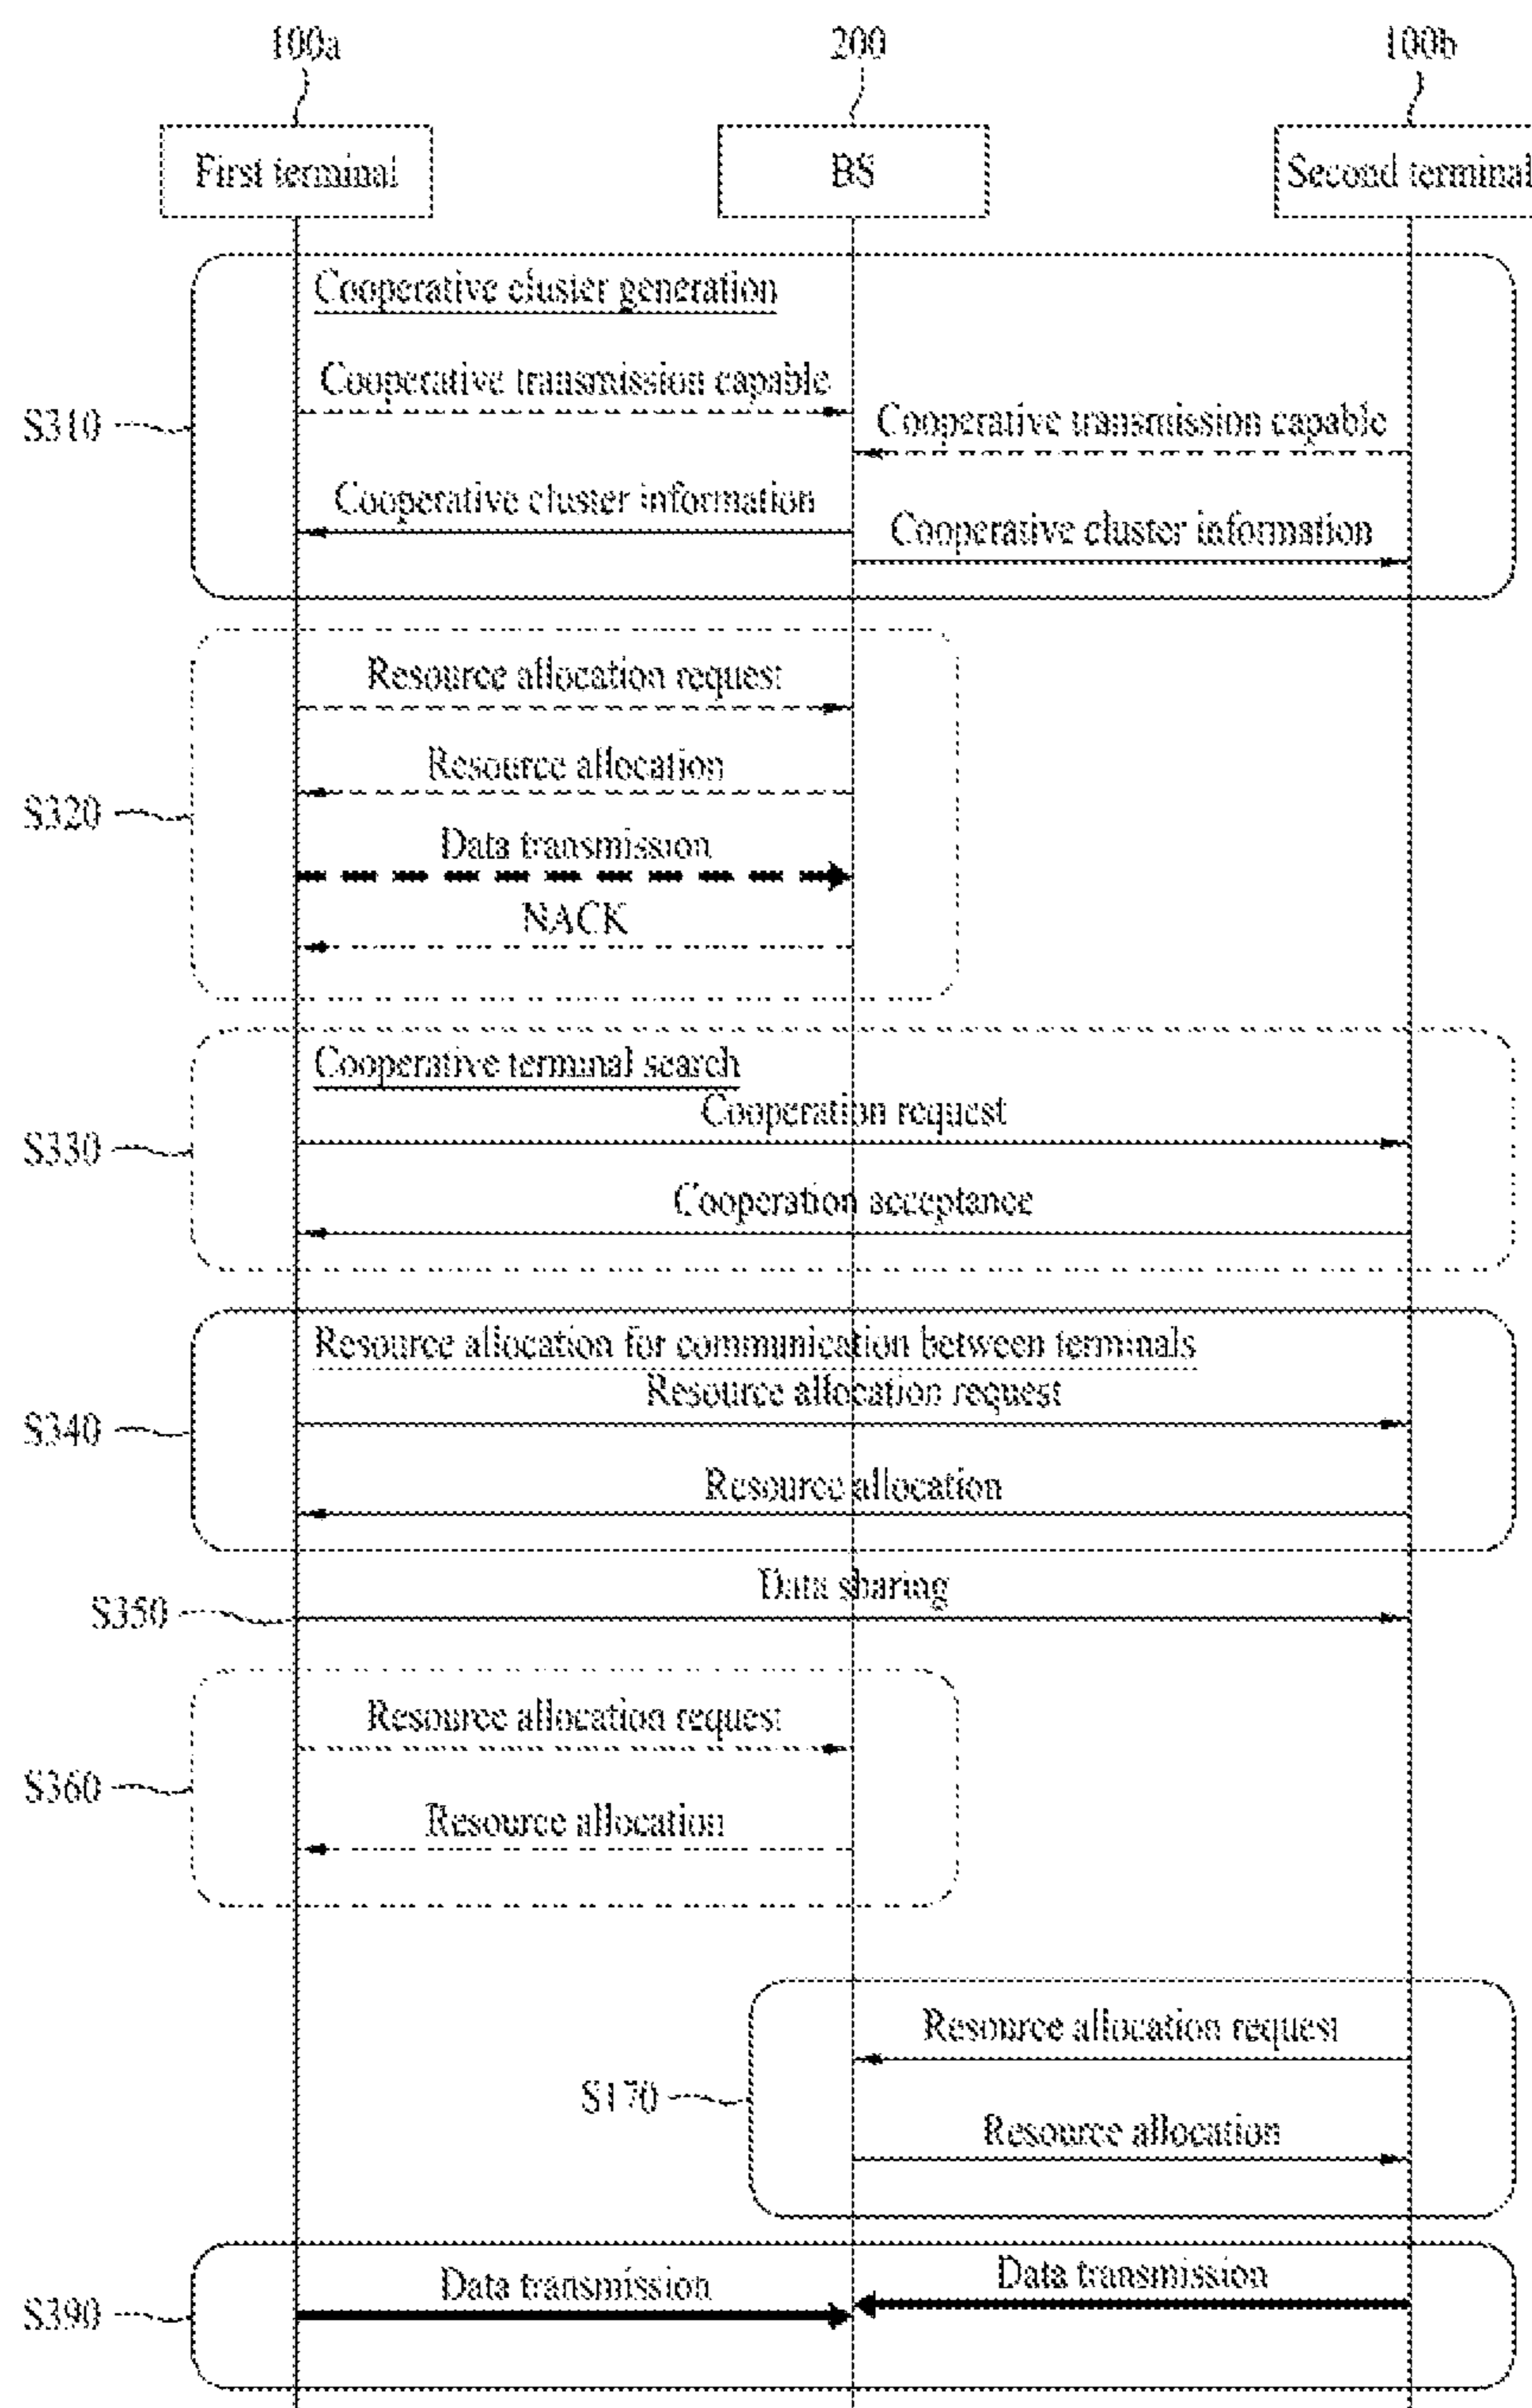 100a
200
100b
First terminal
BS
Second terminal
Cooperative cluster generation
Cooperative transmission capable
S310
Cooperative transmission capable
Cooperative cluster information
Cooperative cluster information
Resource allocation request
Resource allocation
S320
Data transmission
NACK
Cooperative terminal search
Cooperation request
S330
Cooperation acceptance
Resource allocation for communication between terminals
Resource allocation request
S340
Resource allocation
Data sharing
S350
Resource allocation request
S360
Resource allocation
Resource allocation request
S170
Resource allocation
Data transmission
Data transmission
S390